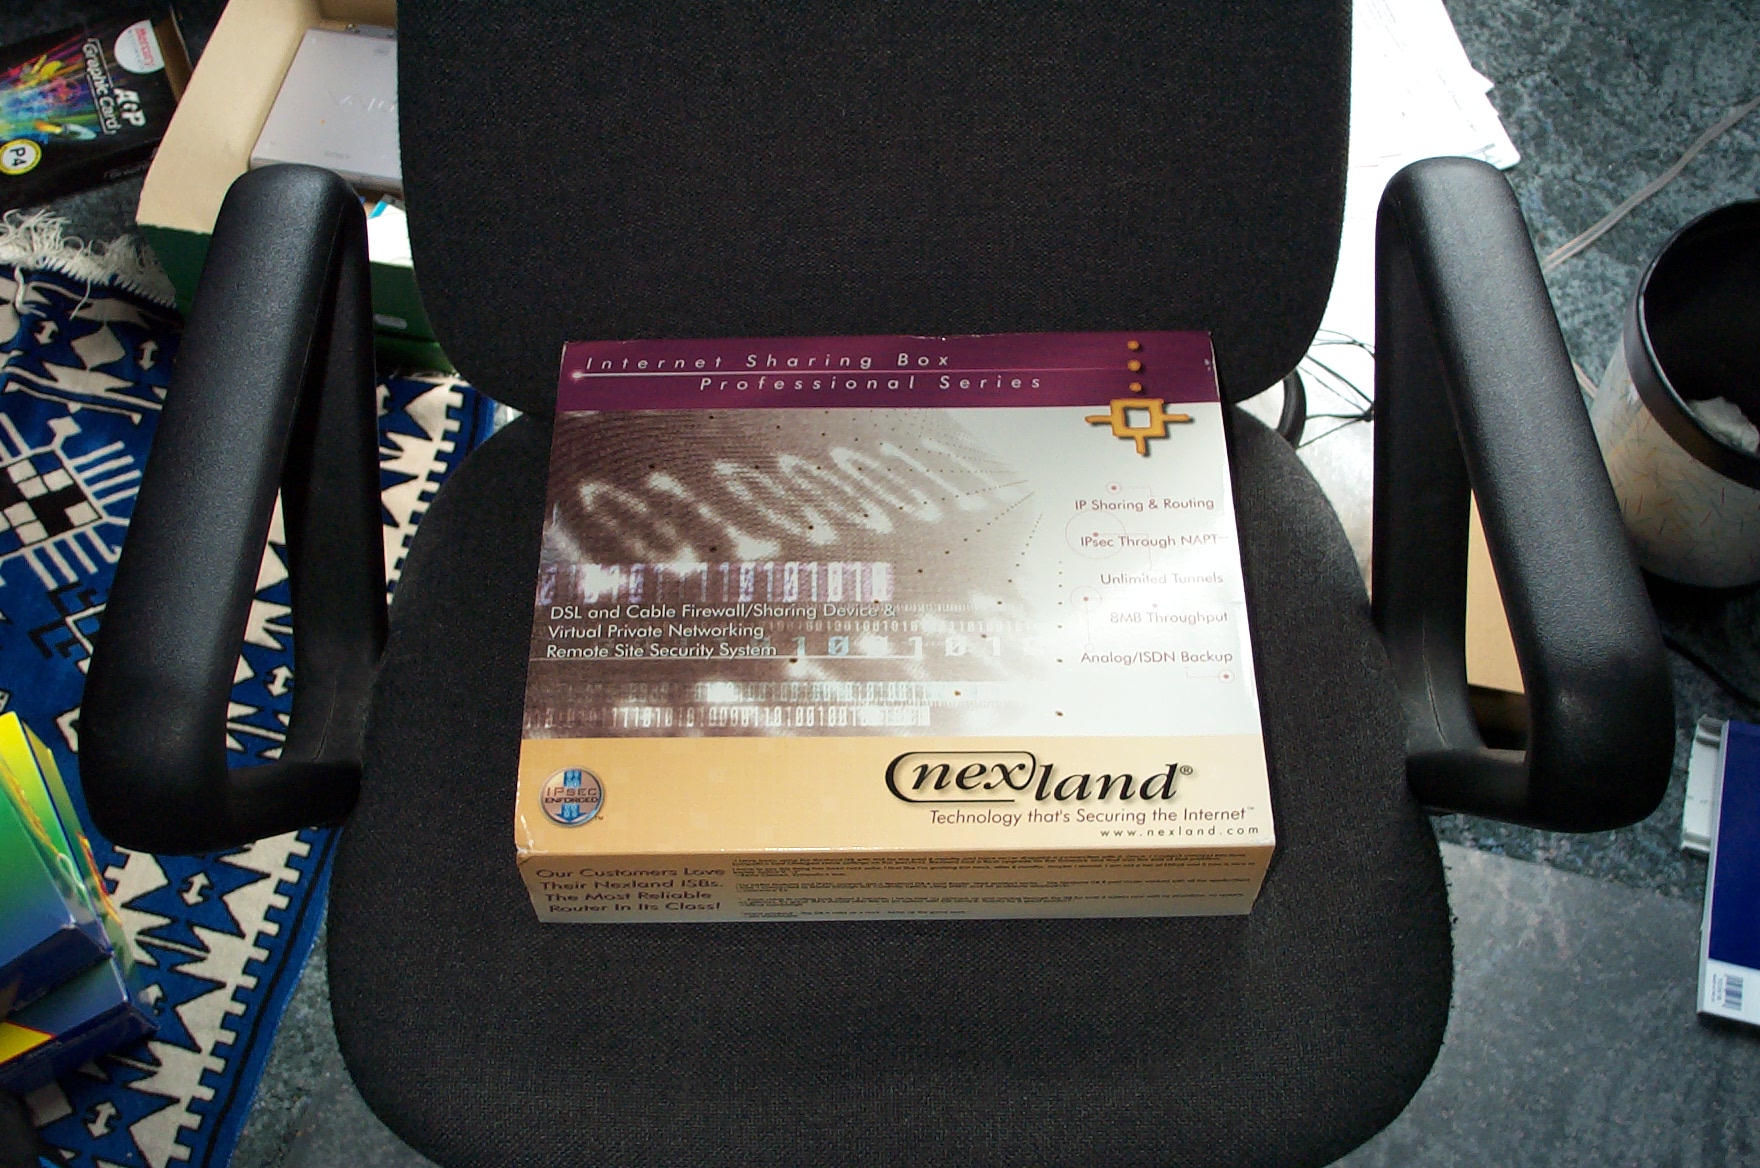 Mercury
AGP
Graphic Card
P4
Internet Sharing Box
Professional Series
IP Sharing & Routing
IPsec Through NAPT
Unlimited Tunnels
8MB Throughput
Analog/ISDN Backup
DSL and Cable Firewall/Sharing Device &
Virtual Private Networking
Remote Site Security System
IPSEC
ENFORCED
nexland®
Technology that's Securing the Internet™
www.nexland.com
Our Customers Love
Their Nexland ISBs.
The Most Reliable
Router In Its Class!